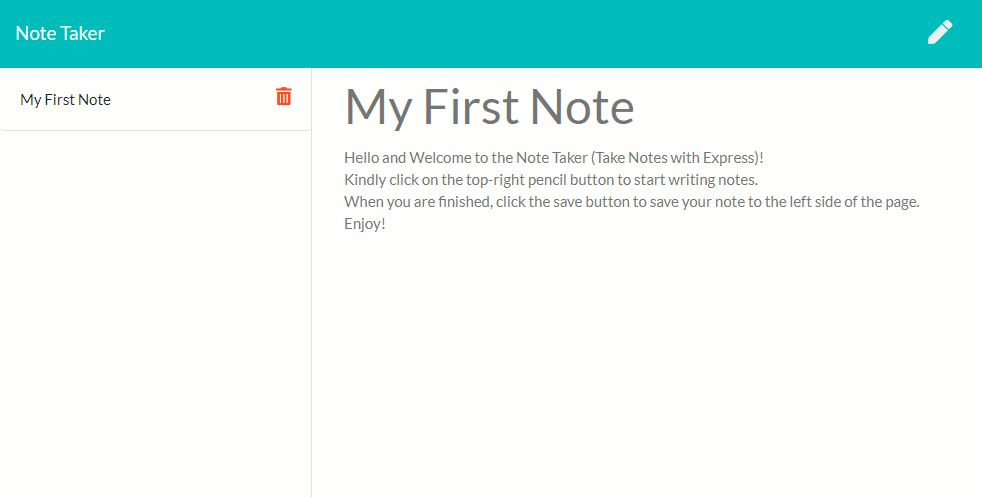 Note Taker
My First Note
My First Note
Hello and Welcome to the Note Taker (Take Notes with Express)!
Kindly click on the top-right pencil button to start writing notes.
When you are finished, click the save button to save your note to the left side of the page.
Enjoy!